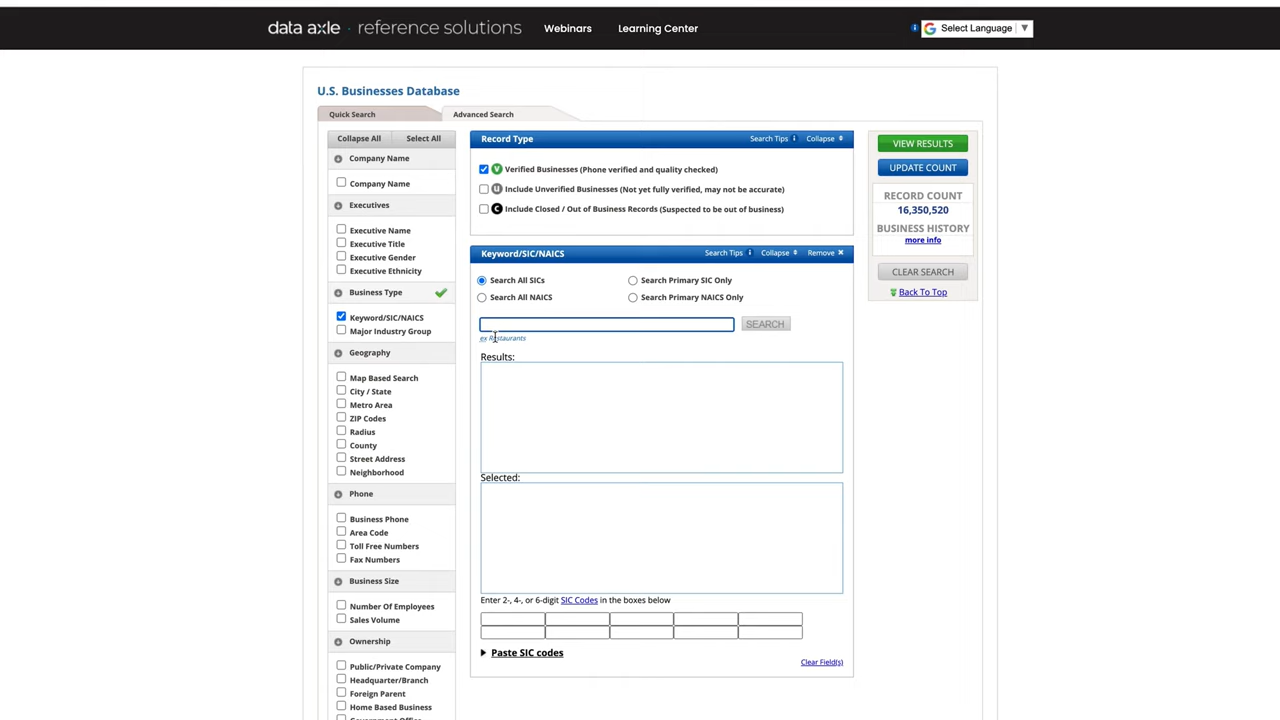 data axle · reference solutions
Webinars
Learning Center
Select Language ▼
U.S. Businesses Database
Quick Search
Advanced Search
Collapse All
Select All
Company Name
Company Name
Executives
Executive Name
Executive Title
Executive Gender
Executive Ethnicity
Business Type
Keyword/SIC/NAICS
Major Industry Group
Geography
Map Based Search
City / State
Metro Area
ZIP Codes
Radius
County
Street Address
Neighborhood
Phone
Business Phone
Area Code
Toll Free Numbers
Fax Numbers
Business Size
Number Of Employees
Sales Volume
Ownership
Public/Private Company
Headquarter/Branch
Foreign Parent
Home Based Business
Government Office
Record Type
Search Tips
Collapse
Verified Businesses (Phone verified and quality checked)
Include Unverified Businesses (Not yet fully verified, may not be accurate)
Include Closed / Out of Business Records (Suspected to be out of business)
Keyword/SIC/NAICS
Search Tips
Collapse
Remove
Search All SICs
Search Primary SIC Only
Search All NAICS
Search Primary NAICS Only
SEARCH
ex Restaurants
Results:
Selected:
Enter 2-, 4-, or 6-digit SIC Codes in the boxes below
Paste SIC codes
Clear Field(s)
VIEW RESULTS
UPDATE COUNT
RECORD COUNT
16,350,520
BUSINESS HISTORY
more info
CLEAR SEARCH
Back To Top